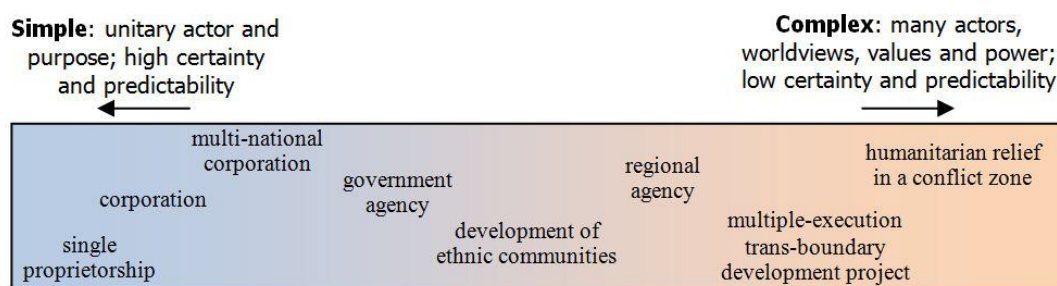 Simple: unitary actor and
purpose; high certainty
and predictability
Complex: many actors,
worldviews, values and power;
low certainty and predictability
multi-national
corporation
corporation
single
proprietorship
government
agency
development of
ethnic communities
regional
agency
multiple-execution
trans-boundary
development project
humanitarian relief
in a conflict zone